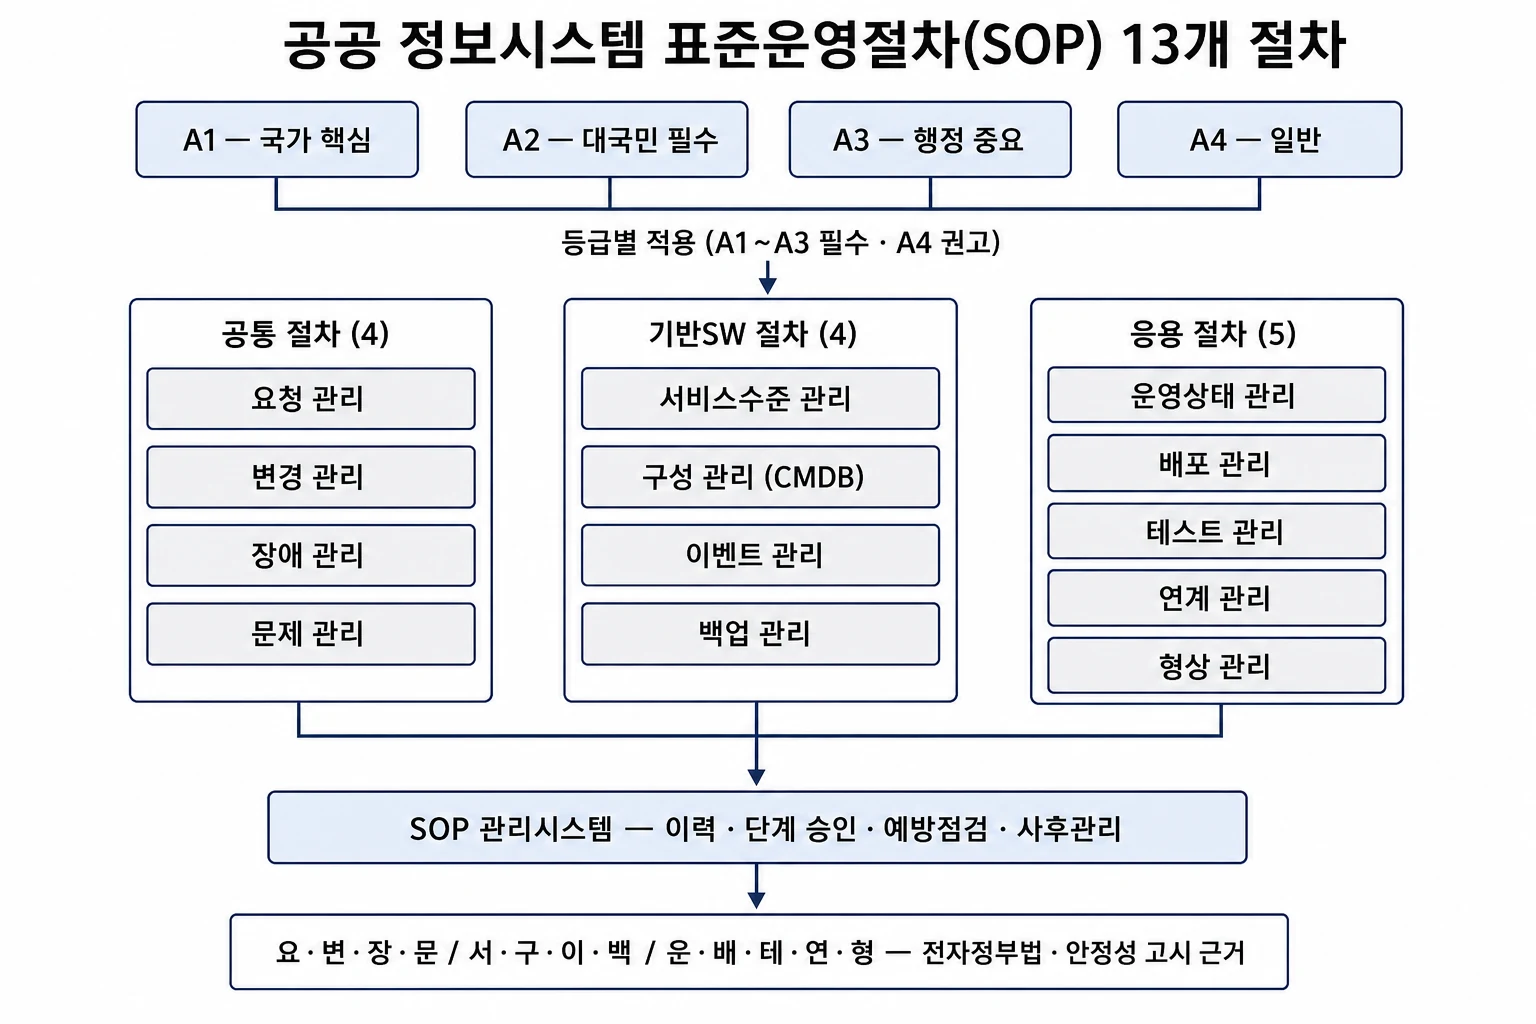 공공 정보시스템 표준운영절차(SOP) 13개 절차
A1 — 국가 핵심
A2 — 대국민 필수
A3 — 행정 중요
A4 — 일반
등급별 적용 (A1~A3 필수 · A4 권고)
공통 절차 (4)
요청 관리
변경 관리
장애 관리
문제 관리
기반SW 절차 (4)
서비스수준 관리
구성 관리 (CMDB)
이벤트 관리
백업 관리
응용 절차 (5)
운영상태 관리
배포 관리
테스트 관리
연계 관리
형상 관리
SOP 관리시스템 — 이력 · 단계 승인 · 예방점검 · 사후관리
요 · 변 · 장 · 문 / 서 · 구 · 이 · 백 / 운 · 배 · 테 · 연 · 형 — 전자정부법 · 안정성 고시 근거